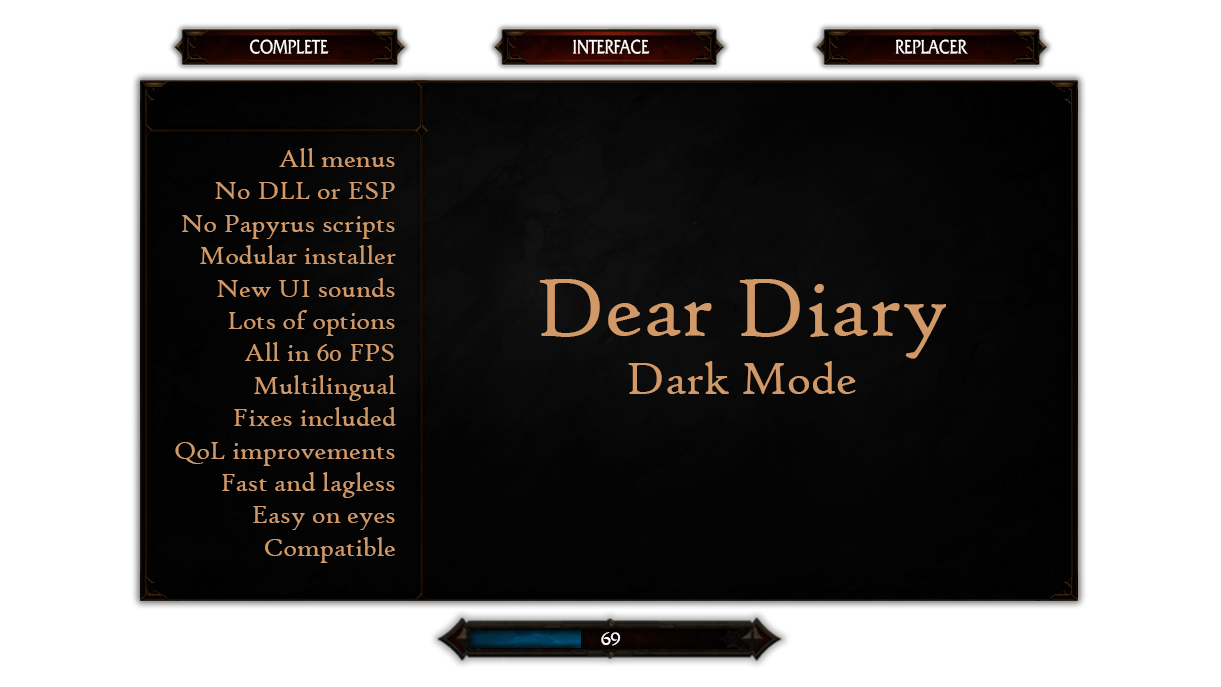 COMPLETE
INTERFACE
REPLACER
All menus
No DLL or ESP
No Papyrus scripts
Modular installer
New UI sounds
Lots of options
All in 60 FPS
Multilingual
Fixes included
QoL improvements
Fast and lagless
Easy on eyes
Compatible
Dear Diary
Dark Mode
69